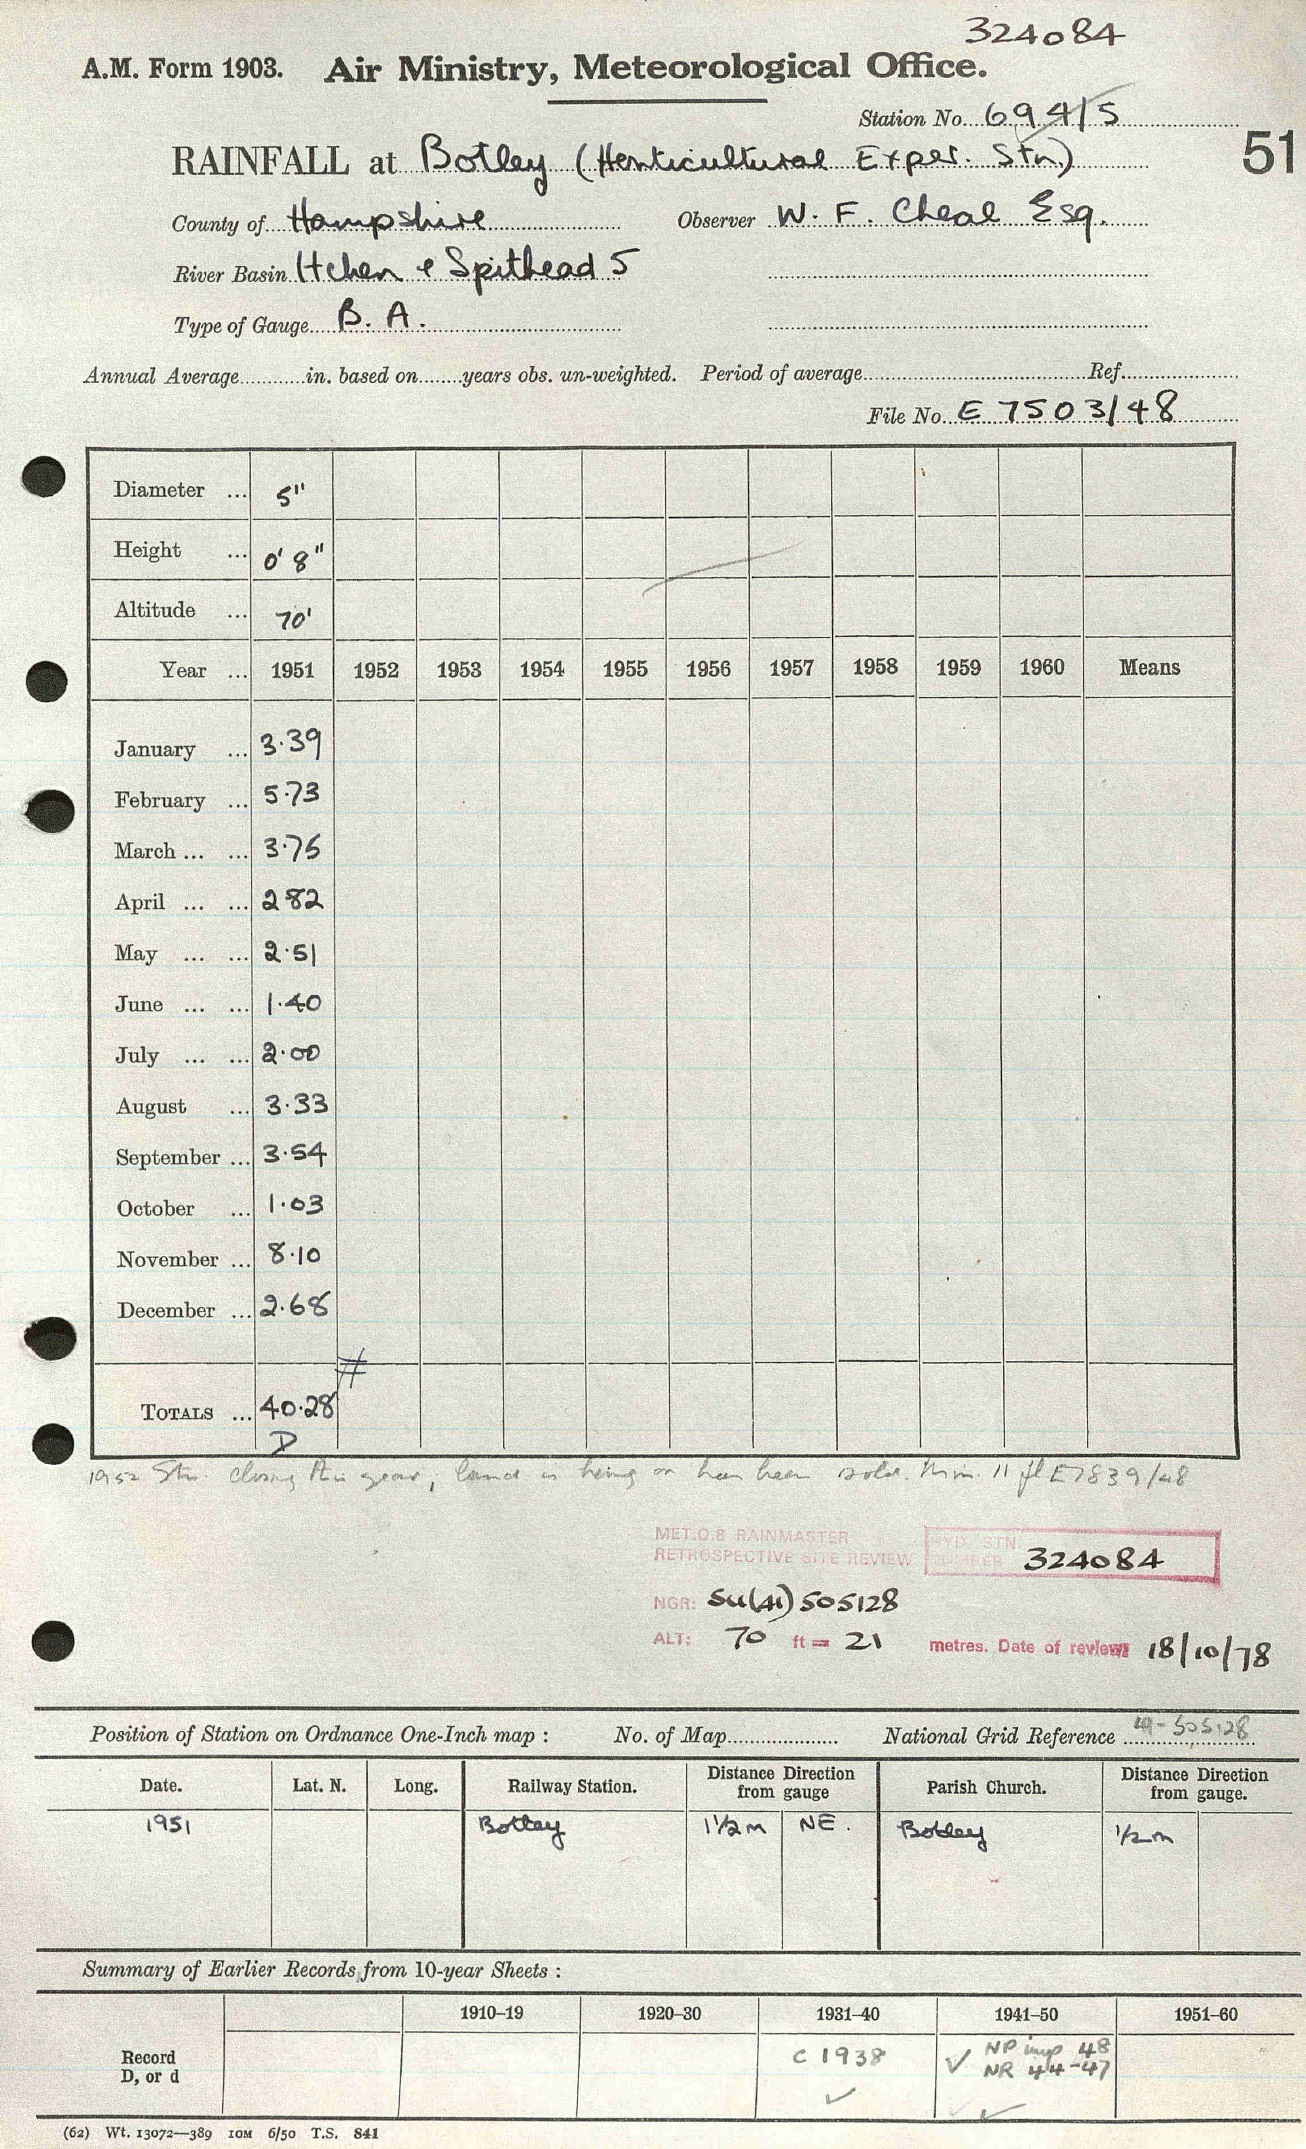 324084
A.M. Form 1903. Air Ministry, Meteorological Office.
Station No. 694/5
51
RAINFALL at Botley (Horticultural Exper. Stn)
County of Hampshire Observer W. F. Cheal Esq.
River Basin Itchen & Spithead 5
Type of Gauge B. A.
Annual Average............in. based on........years obs. un-weighted. Period of average.................... Ref....................
File No. E 7503/48
Diameter ... 5"
Height ... 0' 8"
Altitude ... 70'
Year ... 1951 1952 1953 1954 1955 1956 1957 1958 1959 1960 Means
January ... 3.39
February ... 5.73
March ... ... 3.75
April ... ... 2 82
May ... ... 2.51
June ... ... 1.40
July ... ... 2.00
August ... 3.33
September ... 3.54
October ... 1.03
November ... 8.10
December ... 2.68
#
TOTALS ... 40.28
D
1952 Stn. closing this year; land is being or has been sold. Min. 11 of E7839/48
MET.O.8 RAINMASTER
RETROSPECTIVE SITE REVIEW
HYD. STN. NUMBER 324084
NGR: SU(41) 505128
ALT: 70 ft = 21 metres. Date of review: 18/10/78
Position of Station on Ordnance One-Inch map : No. of Map.................... National Grid Reference 41-505128
Date. Lat. N. Long. Railway Station. Distance Direction from gauge Parish Church. Distance Direction from gauge.
1951 Botley 1½ m NE. Botley ½ m
Summary of Earlier Records from 10-year Sheets :
1910–19 1920–30 1931–40 1941–50 1951–60
Record D, or d
C 1938
✓
✓ NP imp 48
NR 44-47
✓
(62) Wt. 13072—389 10M 6/50 T.S. 841